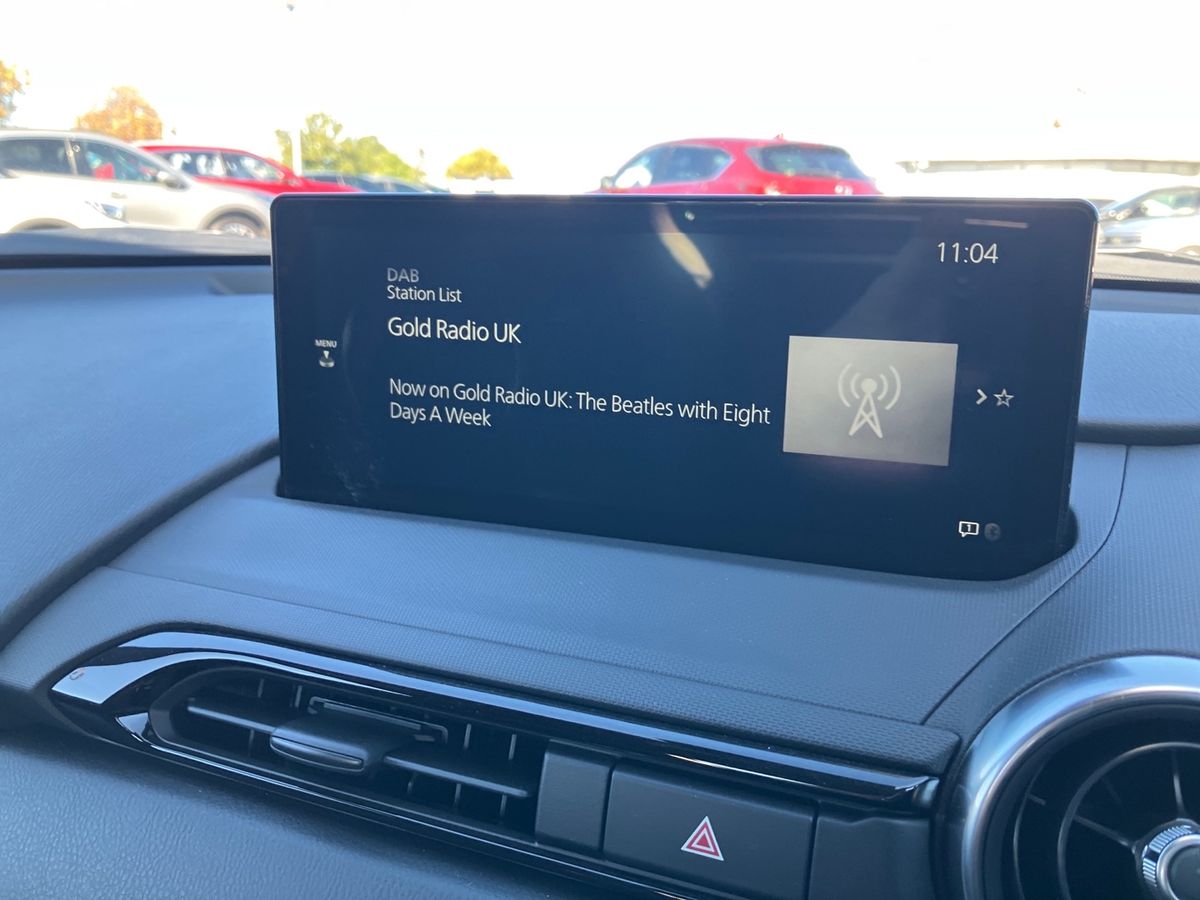 11:04
DAB
Station List
Gold Radio UK
MENU
Now on Gold Radio UK: The Beatles with Eight
Days A Week
1